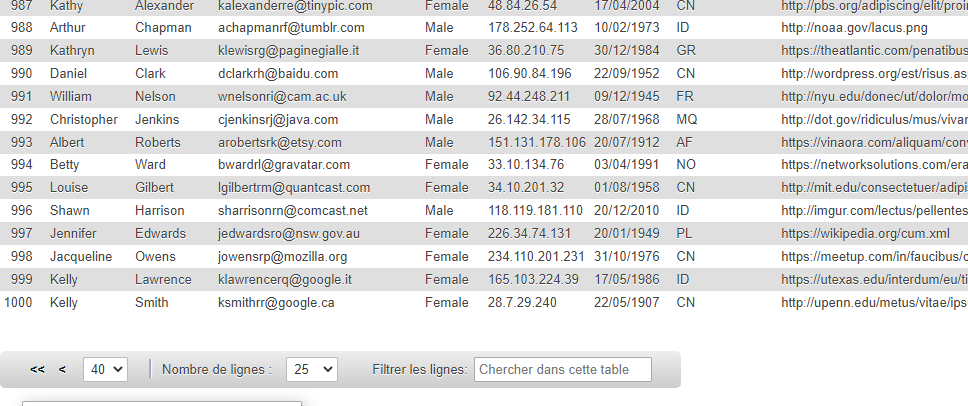 987 Kathy Alexander kalexanderre@tinypic.com Female 48.84.26.54 17/04/2004 CN http://pbs.org/adipiscing/elit/proi
988 Arthur Chapman achapmanrf@tumblr.com Male 178.252.64.113 10/02/1973 ID http://noaa.gov/lacus.png
989 Kathryn Lewis klewisrg@paginegialle.it Female 36.80.210.75 30/12/1984 GR https://theatlantic.com/penatibus
990 Daniel Clark dclarkrh@baidu.com Male 106.90.84.196 22/09/1952 CN http://wordpress.org/est/risus.as
991 William Nelson wnelsonri@cam.ac.uk Male 92.44.248.211 09/12/1945 FR http://nyu.edu/donec/ut/dolor/mo
992 Christopher Jenkins cjenkinsrj@java.com Male 26.142.34.115 28/07/1968 MQ http://dot.gov/ridiculus/mus/viva
993 Albert Roberts arobertsrk@etsy.com Male 151.131.178.106 20/07/1912 AF https://vinaora.com/aliquam/con
994 Betty Ward bwardrl@gravatar.com Female 33.10.134.76 03/04/1991 NO https://networksolutions.com/era
995 Louise Gilbert lgilbertrm@quantcast.com Female 34.10.201.32 01/08/1958 CN http://mit.edu/consectetuer/adipi
996 Shawn Harrison sharrisonrn@comcast.net Male 118.119.181.110 20/12/2010 ID http://imgur.com/lectus/pellentes
997 Jennifer Edwards jedwardsro@nsw.gov.au Female 226.34.74.131 20/01/1949 PL https://wikipedia.org/cum.xml
998 Jacqueline Owens jowensrp@mozilla.org Female 234.110.201.231 31/10/1976 CN https://meetup.com/in/faucibus/
999 Kelly Lawrence klawrencerq@google.it Female 165.103.224.39 17/05/1986 ID https://utexas.edu/interdum/eu/ti
1000 Kelly Smith ksmithrr@google.ca Female 28.7.29.240 22/05/1907 CN http://upenn.edu/metus/vitae/ips
<< < 40 Nombre de lignes : 25 Filtrer les lignes: Chercher dans cette table